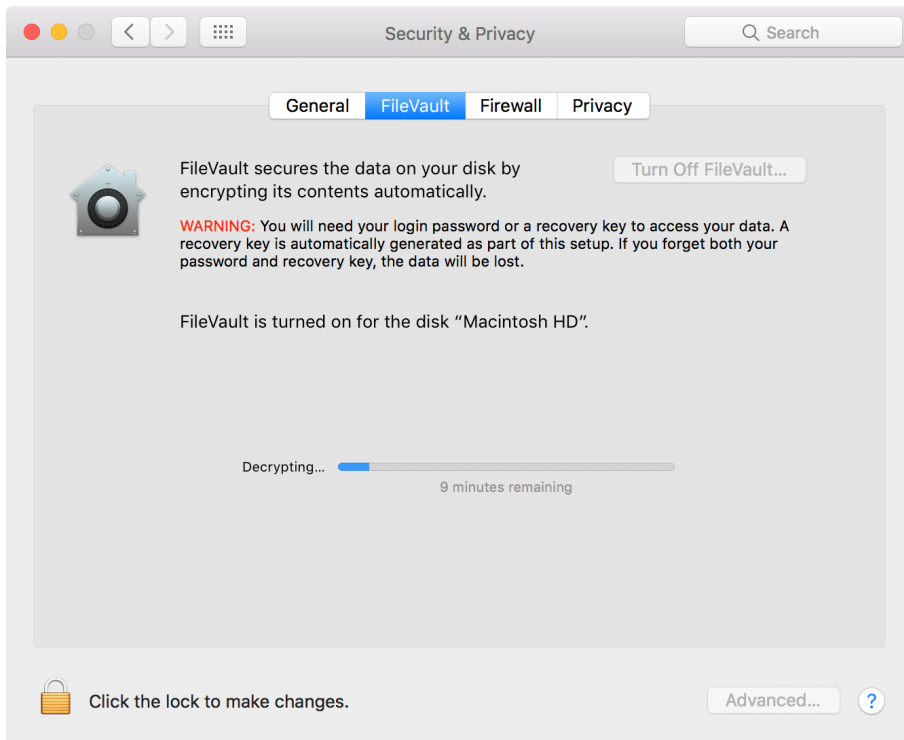 Security & Privacy
Search
General
FileVault
Firewall
Privacy
FileVault secures the data on your disk by
encrypting its contents automatically.
Turn Off FileVault...
WARNING: You will need your login password or a recovery key to access your data. A
recovery key is automatically generated as part of this setup. If you forget both your
password and recovery key, the data will be lost.
FileVault is turned on for the disk “Macintosh HD”.
Decrypting...
9 minutes remaining
Click the lock to make changes.
Advanced...
?